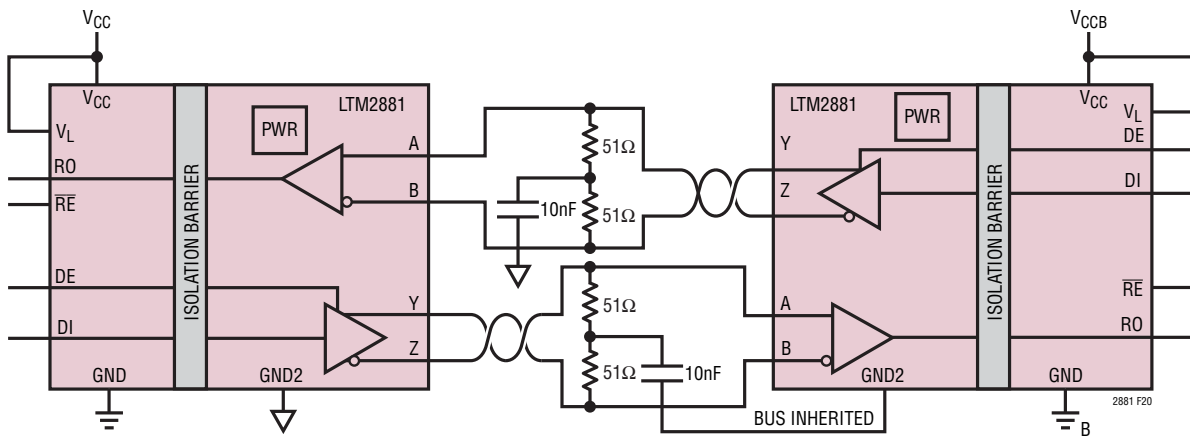 VCC
VCCB
VCC
LTM2881
PWR
VL
RO
RE
DE
DI
ISOLATION BARRIER
A
B
Y
Z
GND
GND2
51Ω
51Ω
10nF
51Ω
51Ω
10nF
BUS INHERITED
LTM2881
PWR
VCC
VL
DE
DI
RE
RO
Y
Z
A
B
ISOLATION BARRIER
GND2
GND
B
2881 F20